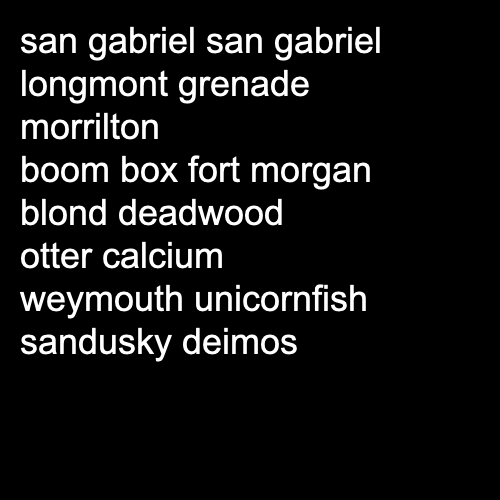 san gabriel san gabriel
longmont grenade
morrilton
boom box fort morgan
blond deadwood
otter calcium
weymouth unicornfish
sandusky deimos